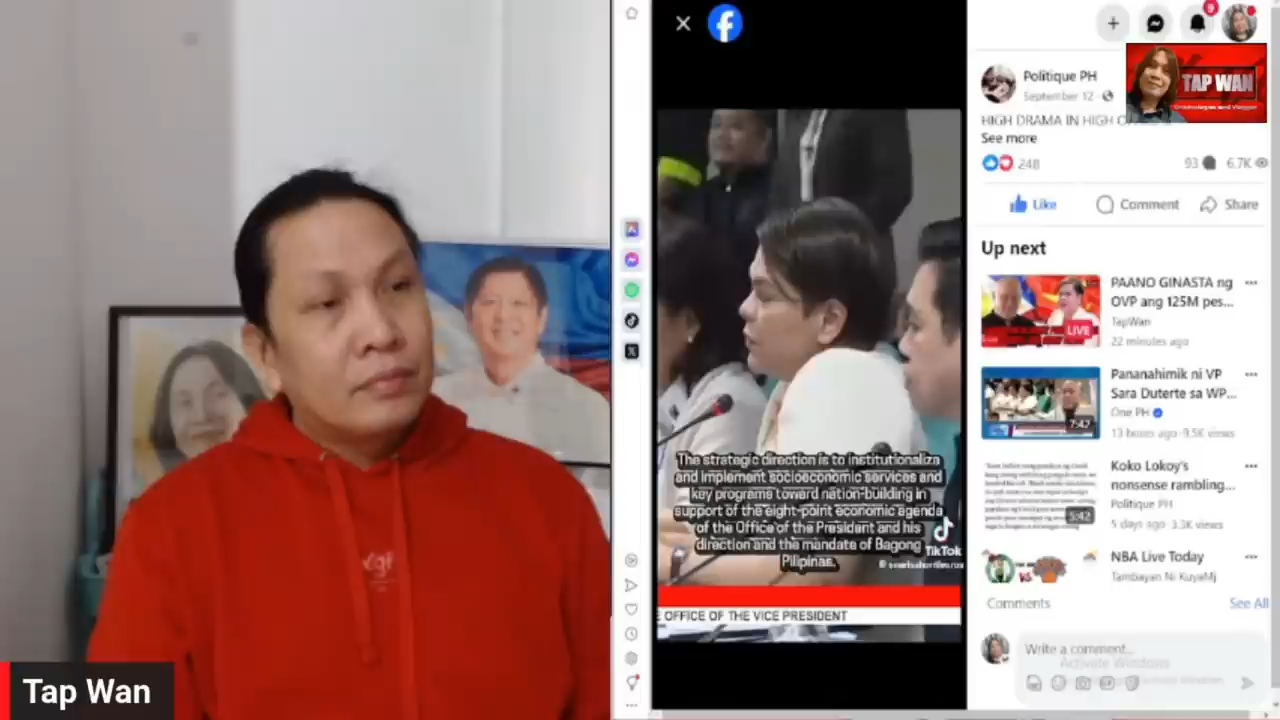 Tap Wan
The strategic direction is to institutionaliza
and implement socioeconomic services and
key programs toward nation-building in
support of the eight-point economic agenda
of the Office of the President and his
direction and the mandate of Bagong
Pilipinas.
TikTok
E OFFICE OF THE VICE PRESIDENT
9
TAP WAN
Politique PH
September 12
HIGH DRAMA IN HIGH
See more
248
93
6.7K
Like
Comment
Share
Up next
PAANO GINASTA ng
OVP ang 125M pes...
TapWan
22 minutes ago
LIVE
Pananahimik ni VP
Sara Duterte sa WP...
One PH
13 hours ago · 9.5K views
7:42
Koko Lokoy's
nonsense rambling...
Politique PH
5 days ago · 3.3K views
5:42
NBA Live Today
Tambayan Ni KuyaMj
Comments
See All
Write a comment...
Activate Windows